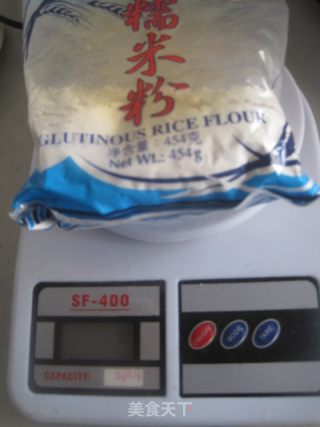 糯米粉
GLUTINOUS RICE FLOUR
净含量：454克
Net WL: 454g
SF-400
CAPACITY:
美食天下